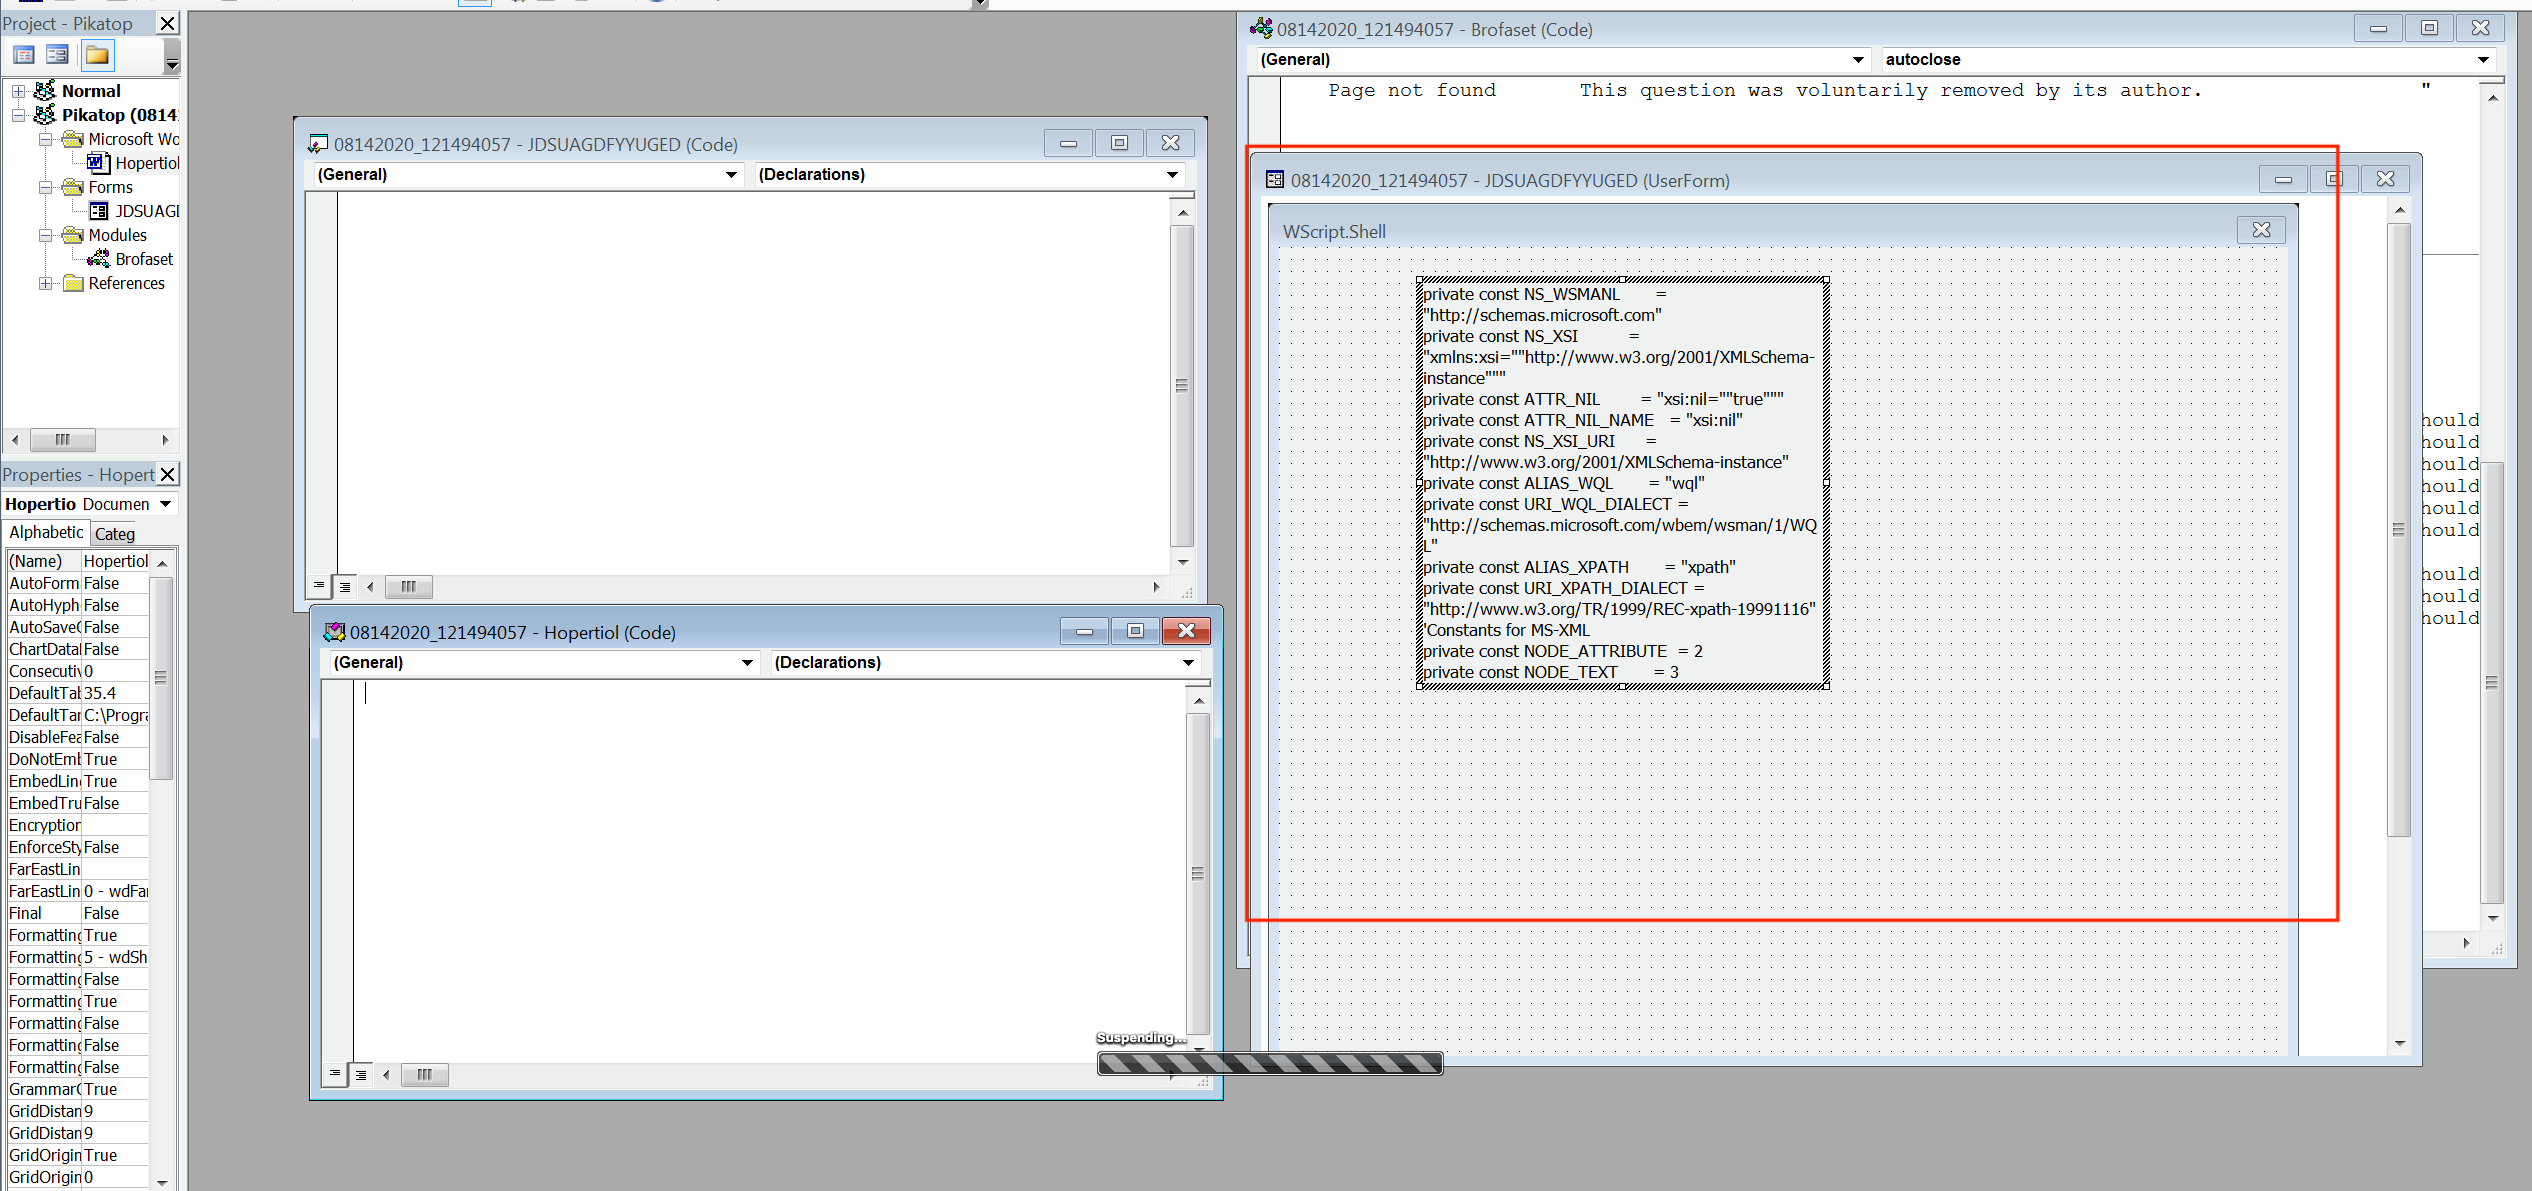 Project - Pikatop
Normal
Pikatop (0814
Microsoft Wo
Hopertiol
Forms
JDSUAGD
Modules
Brofaset
References
Properties - Hopert
Hopertio Documen
Alphabetic Categ
(Name) Hopertiol
AutoForm False
AutoHyph False
AutoSaveO False
ChartData False
Consecutiv 0
DefaultTab 35.4
DefaultTar C:\Progra
DisableFea False
DoNotEmb True
EmbedLing True
EmbedTru False
Encryption
EnforceSty False
FarEastLin
FarEastLin 0 - wdFar
Final False
Formatting True
Formatting 5 - wdSh
Formatting False
Formatting True
Formatting False
Formatting False
Formatting False
GrammarC True
GridDistan 9
GridDistan 9
GridOrigin True
GridOrigin 0
08142020_121494057 - JDSUAGDFYYUGED (Code)
(General) (Declarations)
08142020_121494057 - Hopertiol (Code)
(General) (Declarations)
Suspending...
08142020_121494057 - Brofaset (Code)
(General) autoclose
Page not found This question was voluntarily removed by its author. "
08142020_121494057 - JDSUAGDFYYUGED (UserForm)
WScript.Shell
private const NS_WSMANL =
"http://schemas.microsoft.com"
private const NS_XSI =
"xmlns:xsi=""http://www.w3.org/2001/XMLSchema-
instance"""
private const ATTR_NIL = "xsi:nil=""true"""
private const ATTR_NIL_NAME = "xsi:nil"
private const NS_XSI_URI =
"http://www.w3.org/2001/XMLSchema-instance"
private const ALIAS_WQL = "wql"
private const URI_WQL_DIALECT =
"http://schemas.microsoft.com/wbem/wsman/1/WQ
L"
private const ALIAS_XPATH = "xpath"
private const URI_XPATH_DIALECT =
"http://www.w3.org/TR/1999/REC-xpath-19991116"
'Constants for MS-XML
private const NODE_ATTRIBUTE = 2
private const NODE_TEXT = 3
hould
hould
hould
hould
hould
hould
hould
hould
hould